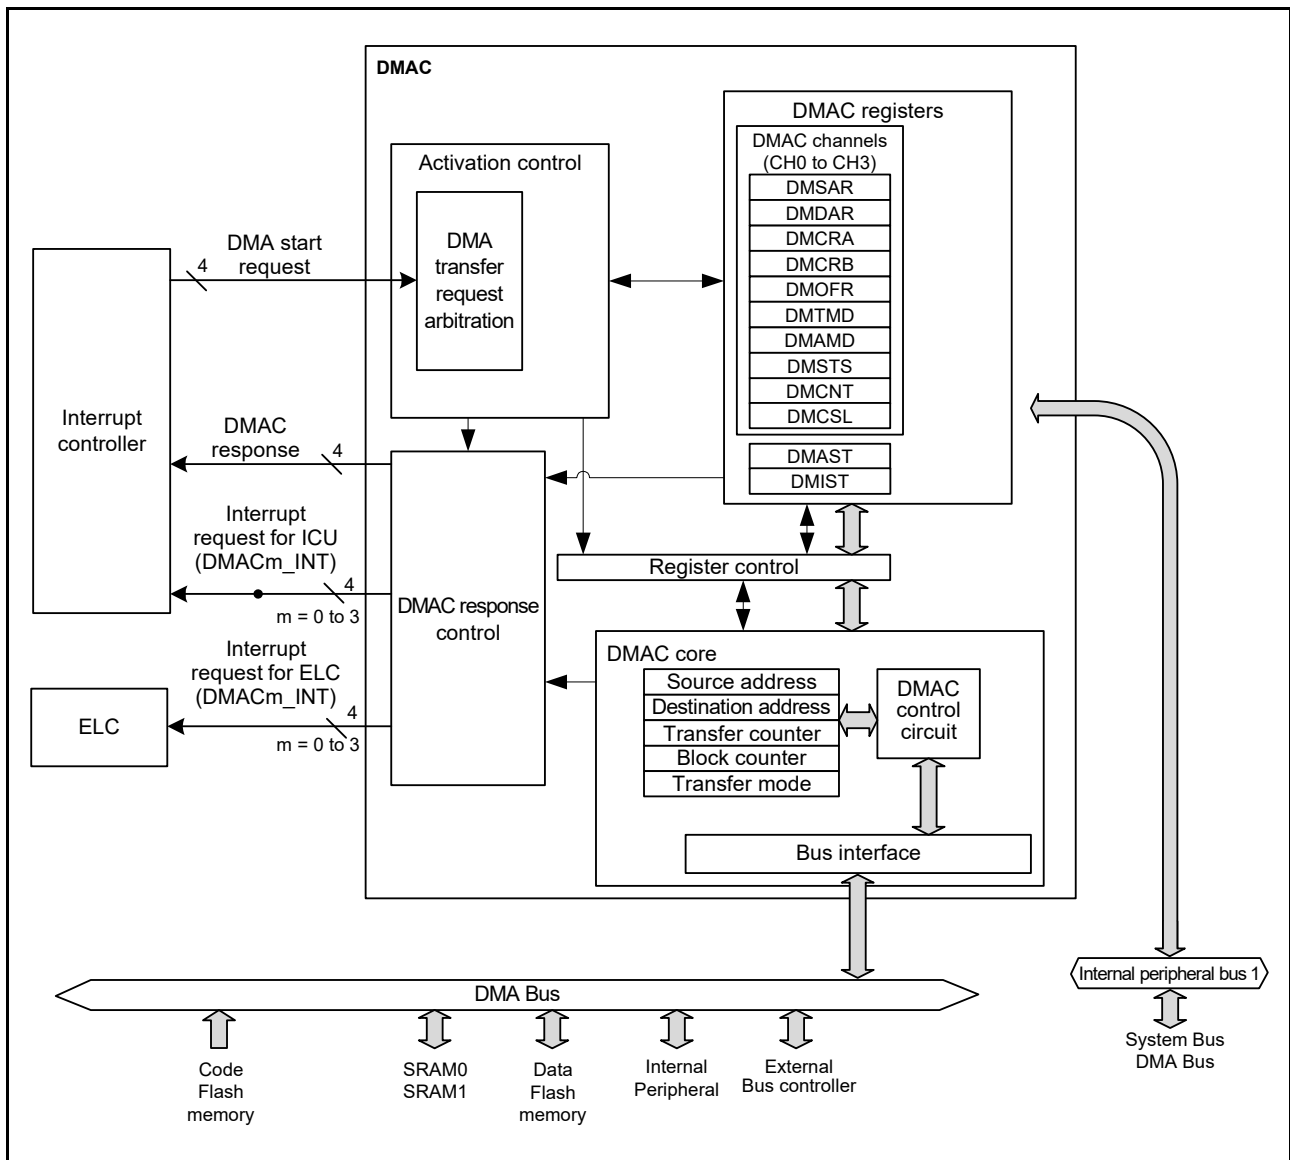 DMAC
DMAC registers
DMAC channels
(CH0 to CH3)
DMSAR
DMDAR
DMCRA
DMCRB
DMOFR
DMTMD
DMAMD
DMSTS
DMCNT
DMCSL
DMAST
DMIST
Activation control
DMA
transfer
request
arbitration
DMA start
request
4
Interrupt
controller
DMAC
response
4
Interrupt
request for ICU
(DMACm_INT)
4
m = 0 to 3
Interrupt
request for ELC
(DMACm_INT)
4
m = 0 to 3
ELC
DMAC response
control
Register control
DMAC core
Source address
Destination address
Transfer counter
Block counter
Transfer mode
DMAC
control
circuit
Bus interface
DMA Bus
Internal peripheral bus 1
Code
Flash
memory
SRAM0
SRAM1
Data
Flash
memory
Internal
Peripheral
External
Bus controller
System Bus
DMA Bus